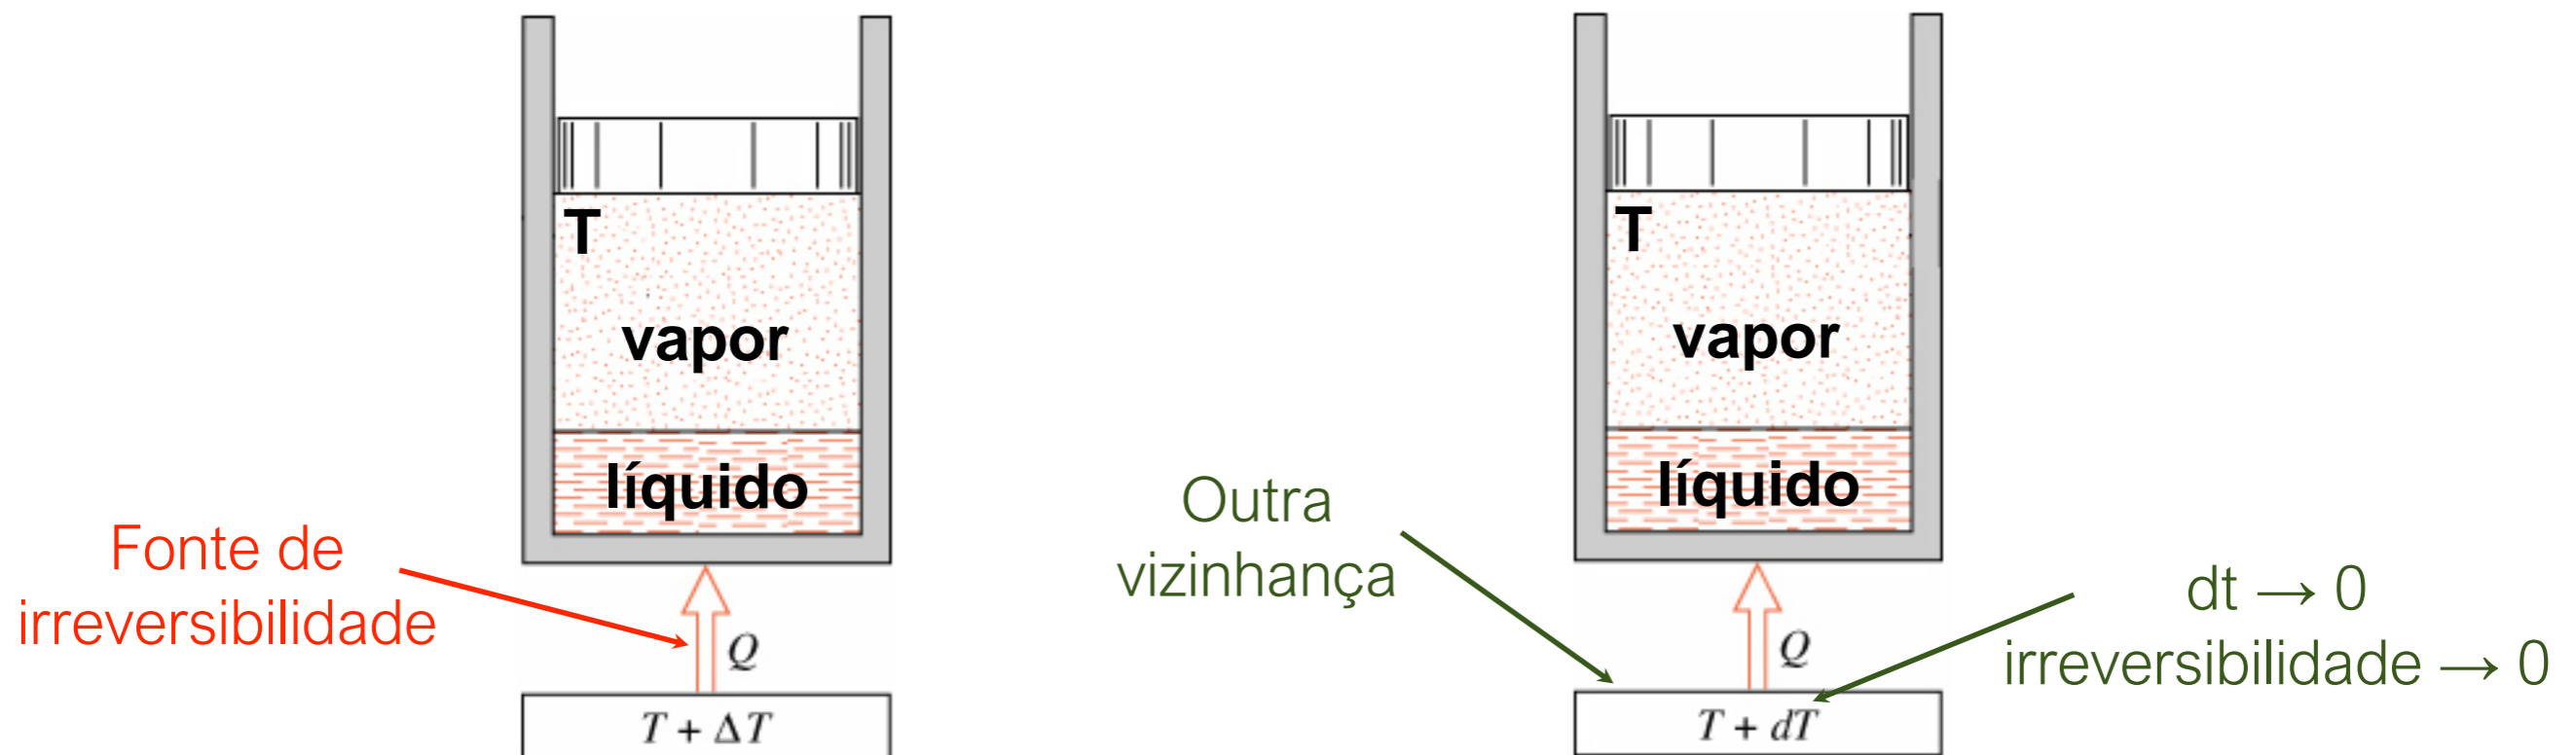 T
vapor
líquido
Fonte de
irreversibilidade
Q
T + ΔT
T
vapor
líquido
Outra
vizinhança
Q
T + dT
dt → 0
irreversibilidade → 0